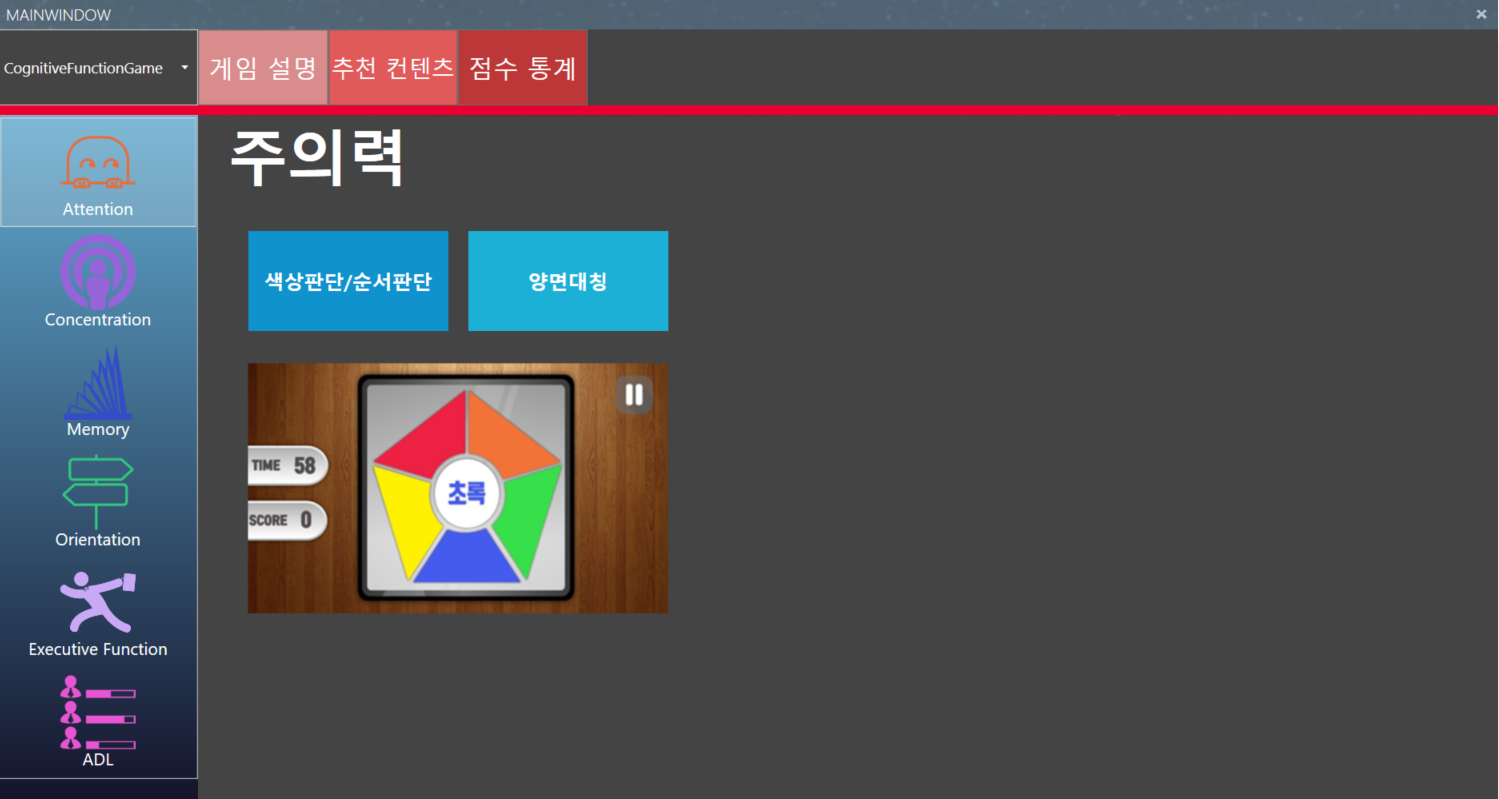 MAINWINDOW
CognitiveFunctionGame
게임 설명
추천 컨텐츠
점수 통계
Attention
Concentration
Memory
Orientation
Executive Function
ADL
주의력
색상판단/순서판단
양면대칭
TIME 58
SCORE 0
초록